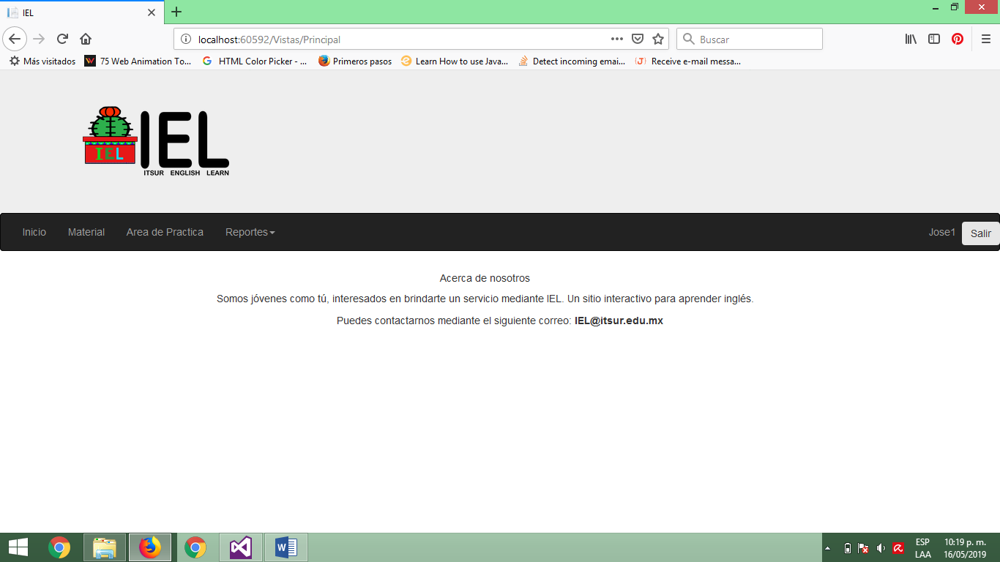 IEL
localhost:60592/Vistas/Principal
Buscar
Más visitados
75 Web Animation To...
HTML Color Picker - ...
Primeros pasos
Learn How to use Java...
Detect incoming emai...
Receive e-mail messa...
IEL
IEL
ITSUR ENGLISH LEARN
Inicio
Material
Area de Practica
Reportes
Jose1
Salir
Acerca de nosotros
Somos jóvenes como tú, interesados en brindarte un servicio mediante IEL. Un sitio interactivo para aprender inglés.
Puedes contactarnos mediante el siguiente correo: IEL@itsur.edu.mx
ESP
LAA
10:19 p. m.
16/05/2019